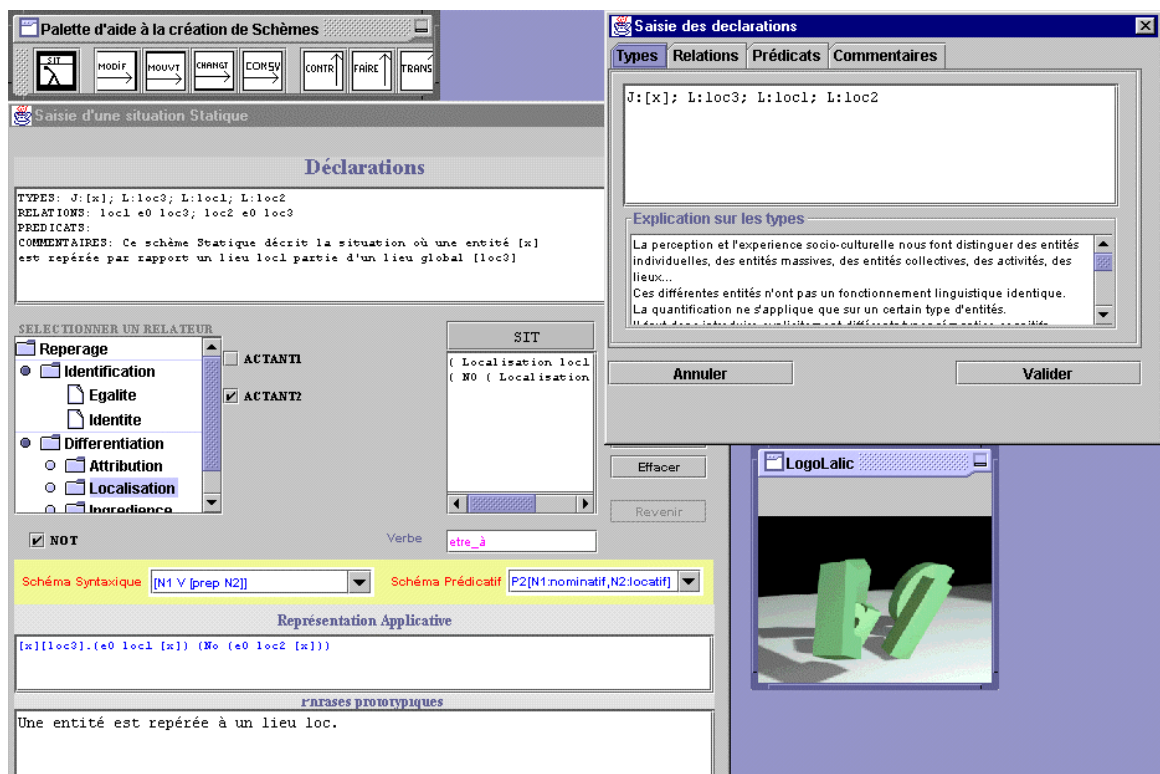 Palette d'aide à la création de Schèmes
SIT
MODIF
MOUVT
CHANGT
CONSV
CONTR
FAIRE
TRANS
Saisie d'une situation Statique
Déclarations
TYPES: J:[x]; L:loc3; L:loc1; L:loc2
RELATIONS: loc1 e0 loc3; loc2 e0 loc3
PREDICATS:
COMMENTAIRES: Ce schème Statique décrit la situation où une entité [x]
est repérée par rapport un lieu loc1 partie d'un lieu global [loc3]
SELECTIONNER UN RELATEUR
Reperage
Identification
Egalite
Identite
Differentiation
Attribution
Localisation
Ingredience
ACTANT1
ACTANT2
SIT
( Localisation loc1
( NO ( Localisation
Effacer
Revenir
NOT
Verbe
etre_à
Schéma Syntaxique
[N1 V [prep N2]]
Schéma Prédicatif
P2[N1:nominatif,N2:locatif]
Représentation Applicative
[x][loc3].(e0 loc1 [x]) (No (e0 loc2 [x]))
Phrases prototypiques
Une entité est repérée à un lieu loc.
Saisie des declarations
Types
Relations
Prédicats
Commentaires
J:[x]; L:loc3; L:loc1; L:loc2
Explication sur les types
La perception et l'experience socio-culturelle nous font distinguer des entités
individuelles, des entités massives, des entités collectives, des activités, des
lieux...
Ces différentes entités n'ont pas un fonctionnement linguistique identique.
La quantification ne s'applique que sur un certain type d'entités.
Annuler
Valider
LogoLalic